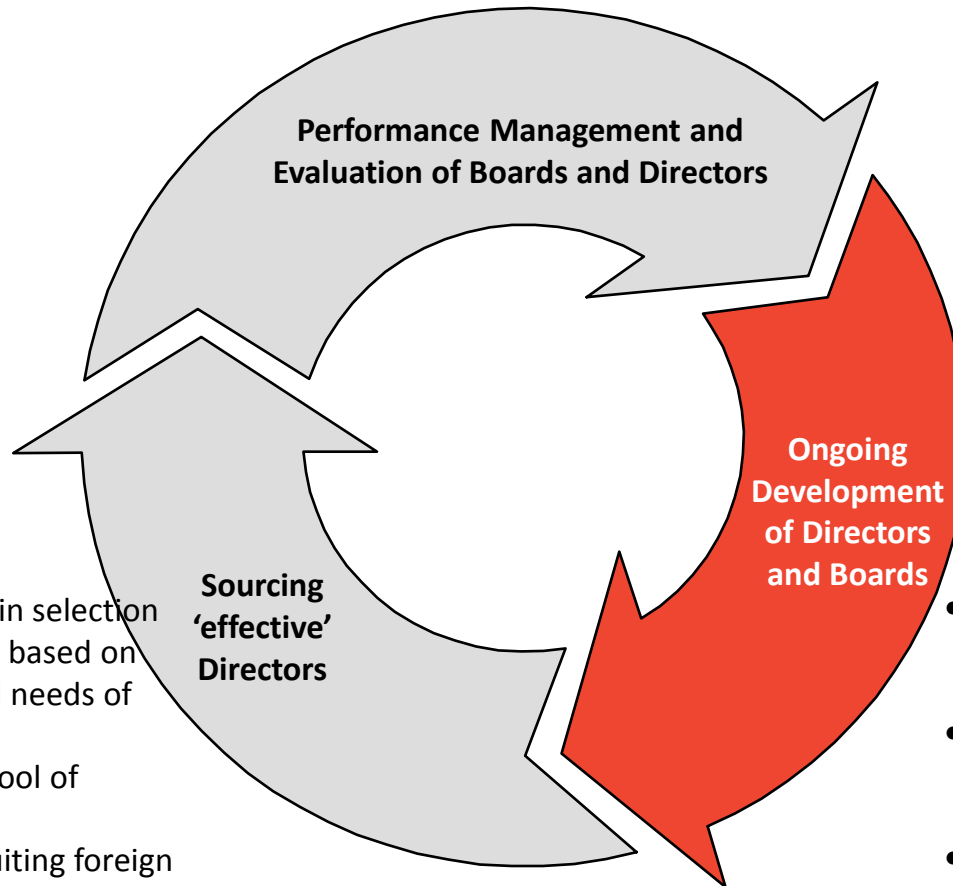 Performance Management and
Evaluation of Boards and Directors
Ongoing
Development
of Directors
and Boards
Sourcing
‘effective’
Directors
in selection
based on
needs of
ool of
uiting foreign
•
•
•